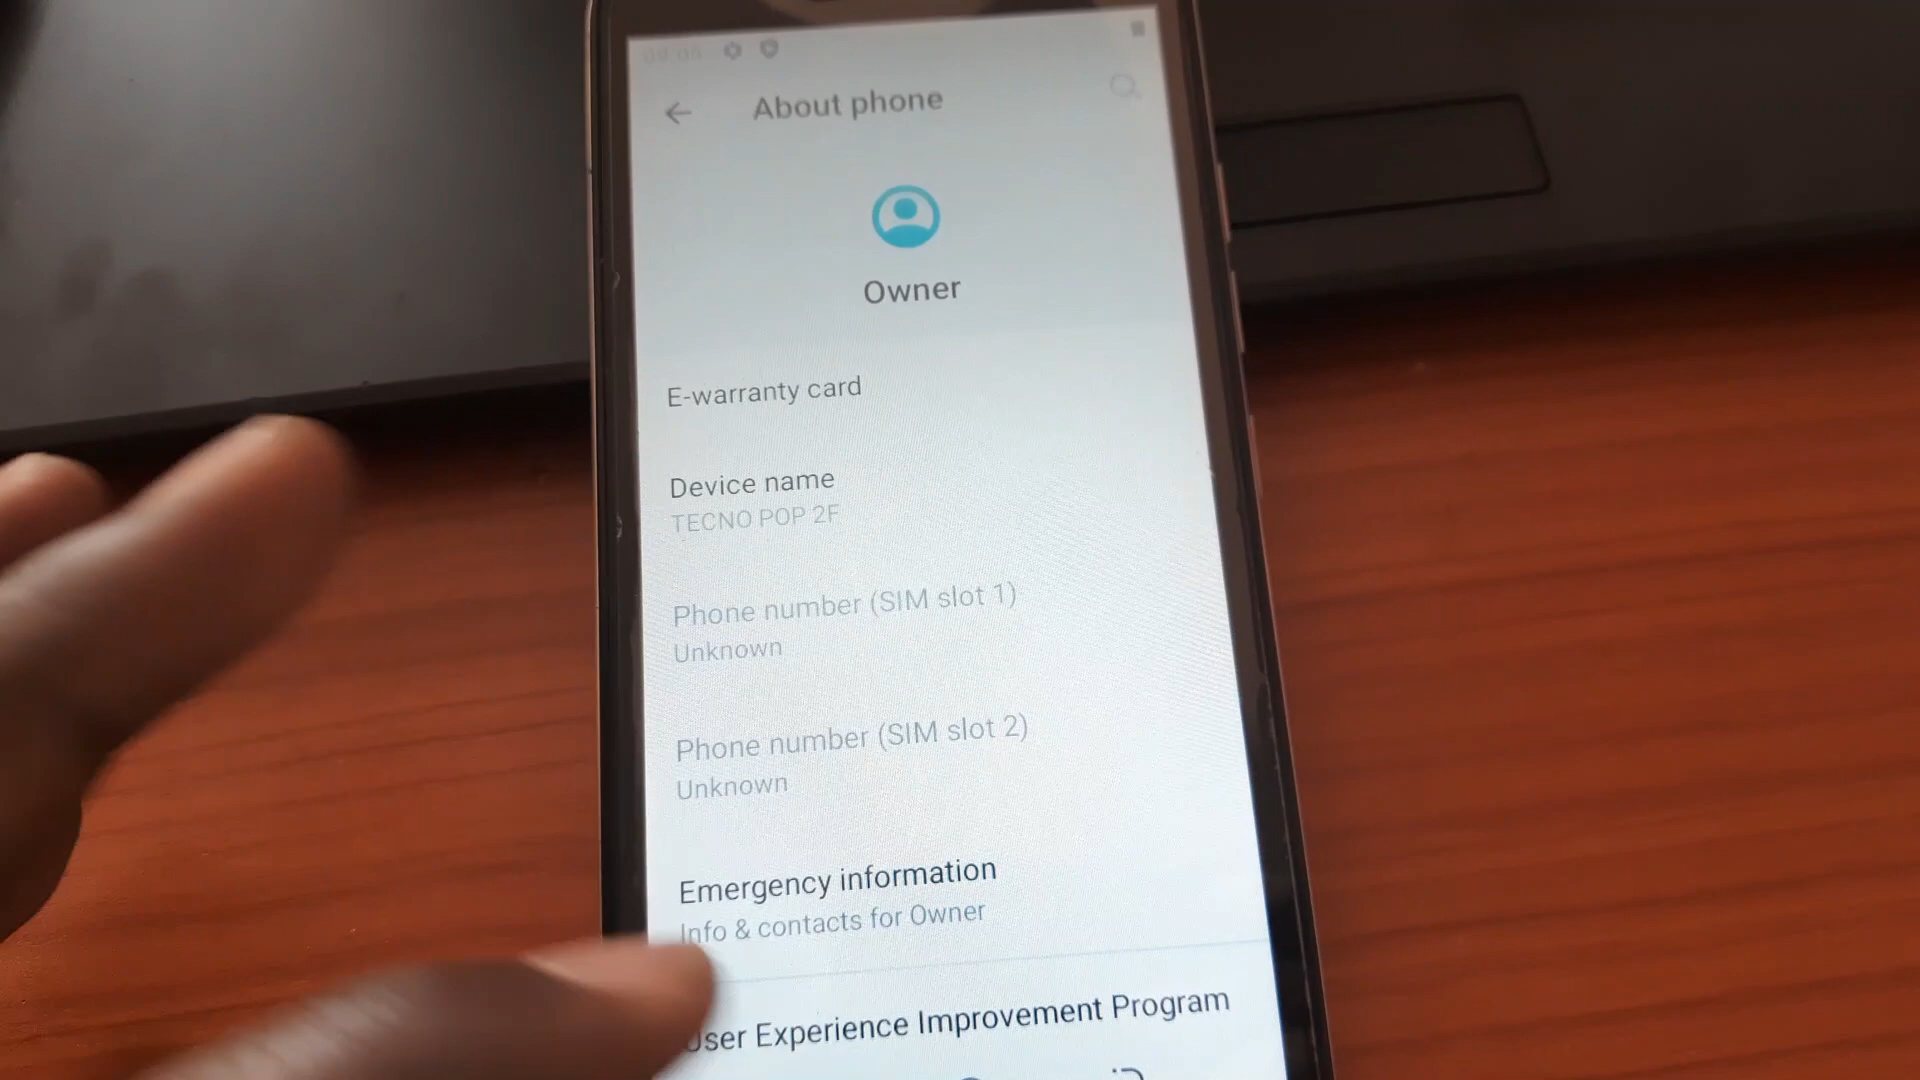 About phone
Owner
E-warranty card
Device name
TECNO POP 2F
Phone number (SIM slot 1)
Unknown
Phone number (SIM slot 2)
Unknown
Emergency information
Info & contacts for Owner
User Experience Improvement Program